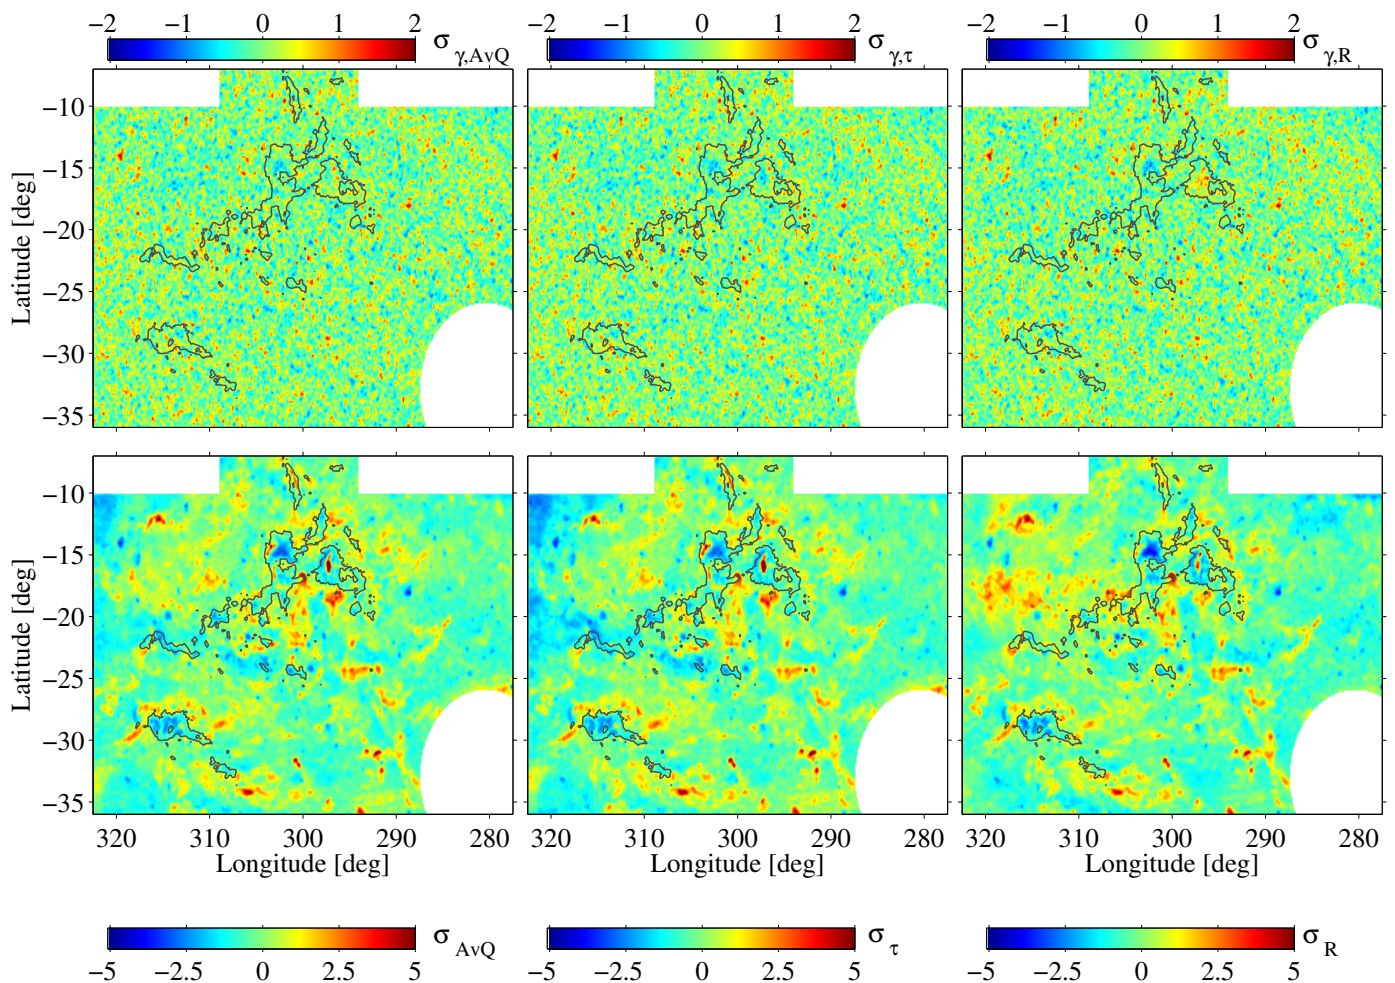 −2 −1 0 1 2 σγ,AvQ −2 −1 0 1 2 σγ,τ −2 −1 0 1 2 σγ,R
−10
−15
−20
−25
−30
−35
Latitude [deg]
−10
−15
−20
−25
−30
−35
Latitude [deg]
320 310 300 290 280 320 310 300 290 280 320 310 300 290 280
Longitude [deg] Longitude [deg] Longitude [deg]
σAvQ στ σR
−5 −2.5 0 2.5 5 −5 −2.5 0 2.5 5 −5 −2.5 0 2.5 5